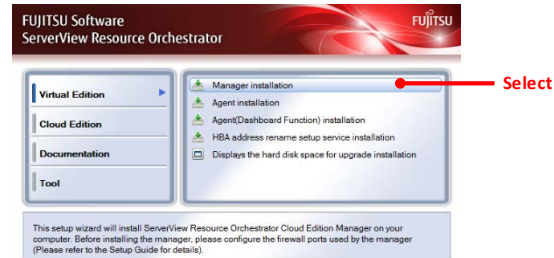 FUJITSU Software
ServerView Resource Orchestrator
FUJITSU
Virtual Edition
Cloud Edition
Documentation
Tool
Manager installation
Agent installation
Agent(Dashboard Function) installation
HBA address rename setup service installation
Displays the hard disk space for upgrade installation
Select
This setup wizard will install ServerView Resource Orchestrator Cloud Edition Manager on your
computer. Before installing the manager, please configure the firewall ports used by the manager
(Please refer to the Setup Guide for details).